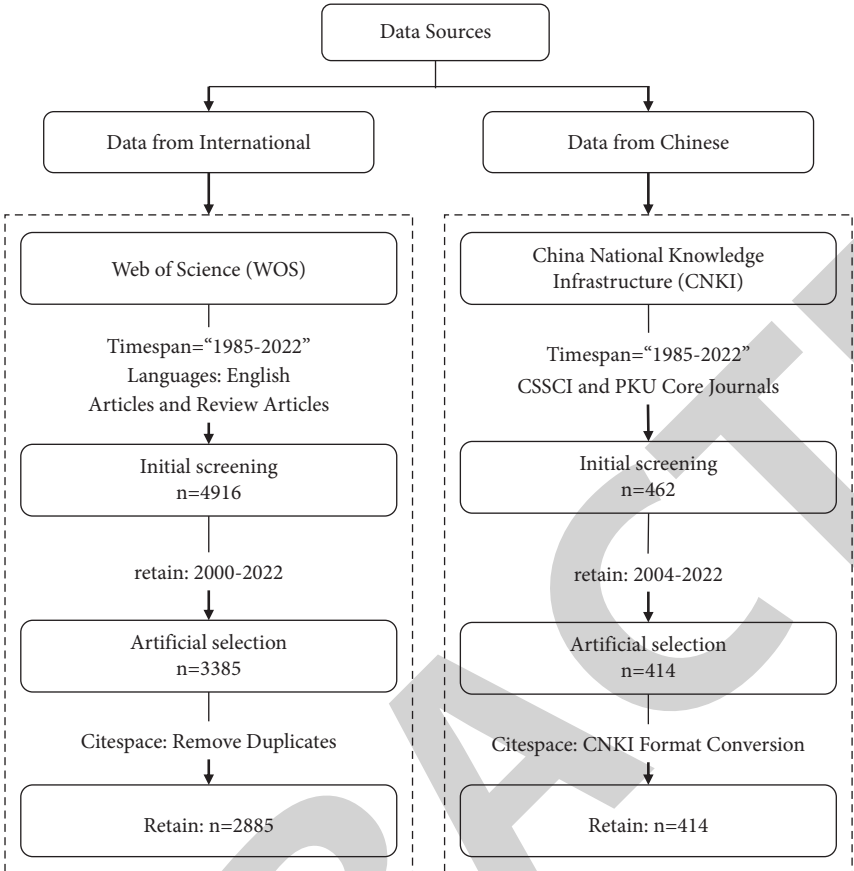 Data Sources
Data from International
Data from Chinese
Web of Science (WOS)
Timespan=“1985-2022”
Languages: English
Articles and Review Articles
Initial screening
n=4916
retain: 2000-2022
Artificial selection
n=3385
Citespace: Remove Duplicates
Retain: n=2885
China National Knowledge
Infrastructure (CNKI)
Timespan=“1985-2022”
CSSCI and PKU Core Journals
Initial screening
n=462
retain: 2004-2022
Artificial selection
n=414
Citespace: CNKI Format Conversion
Retain: n=414